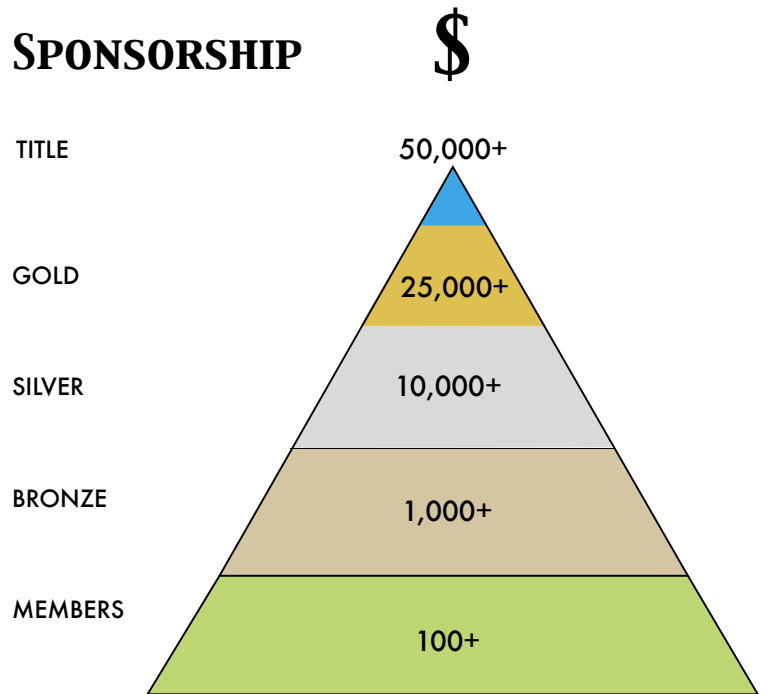 SPONSORSHIP $
TITLE 50,000+
GOLD 25,000+
SILVER 10,000+
BRONZE 1,000+
MEMBERS 100+